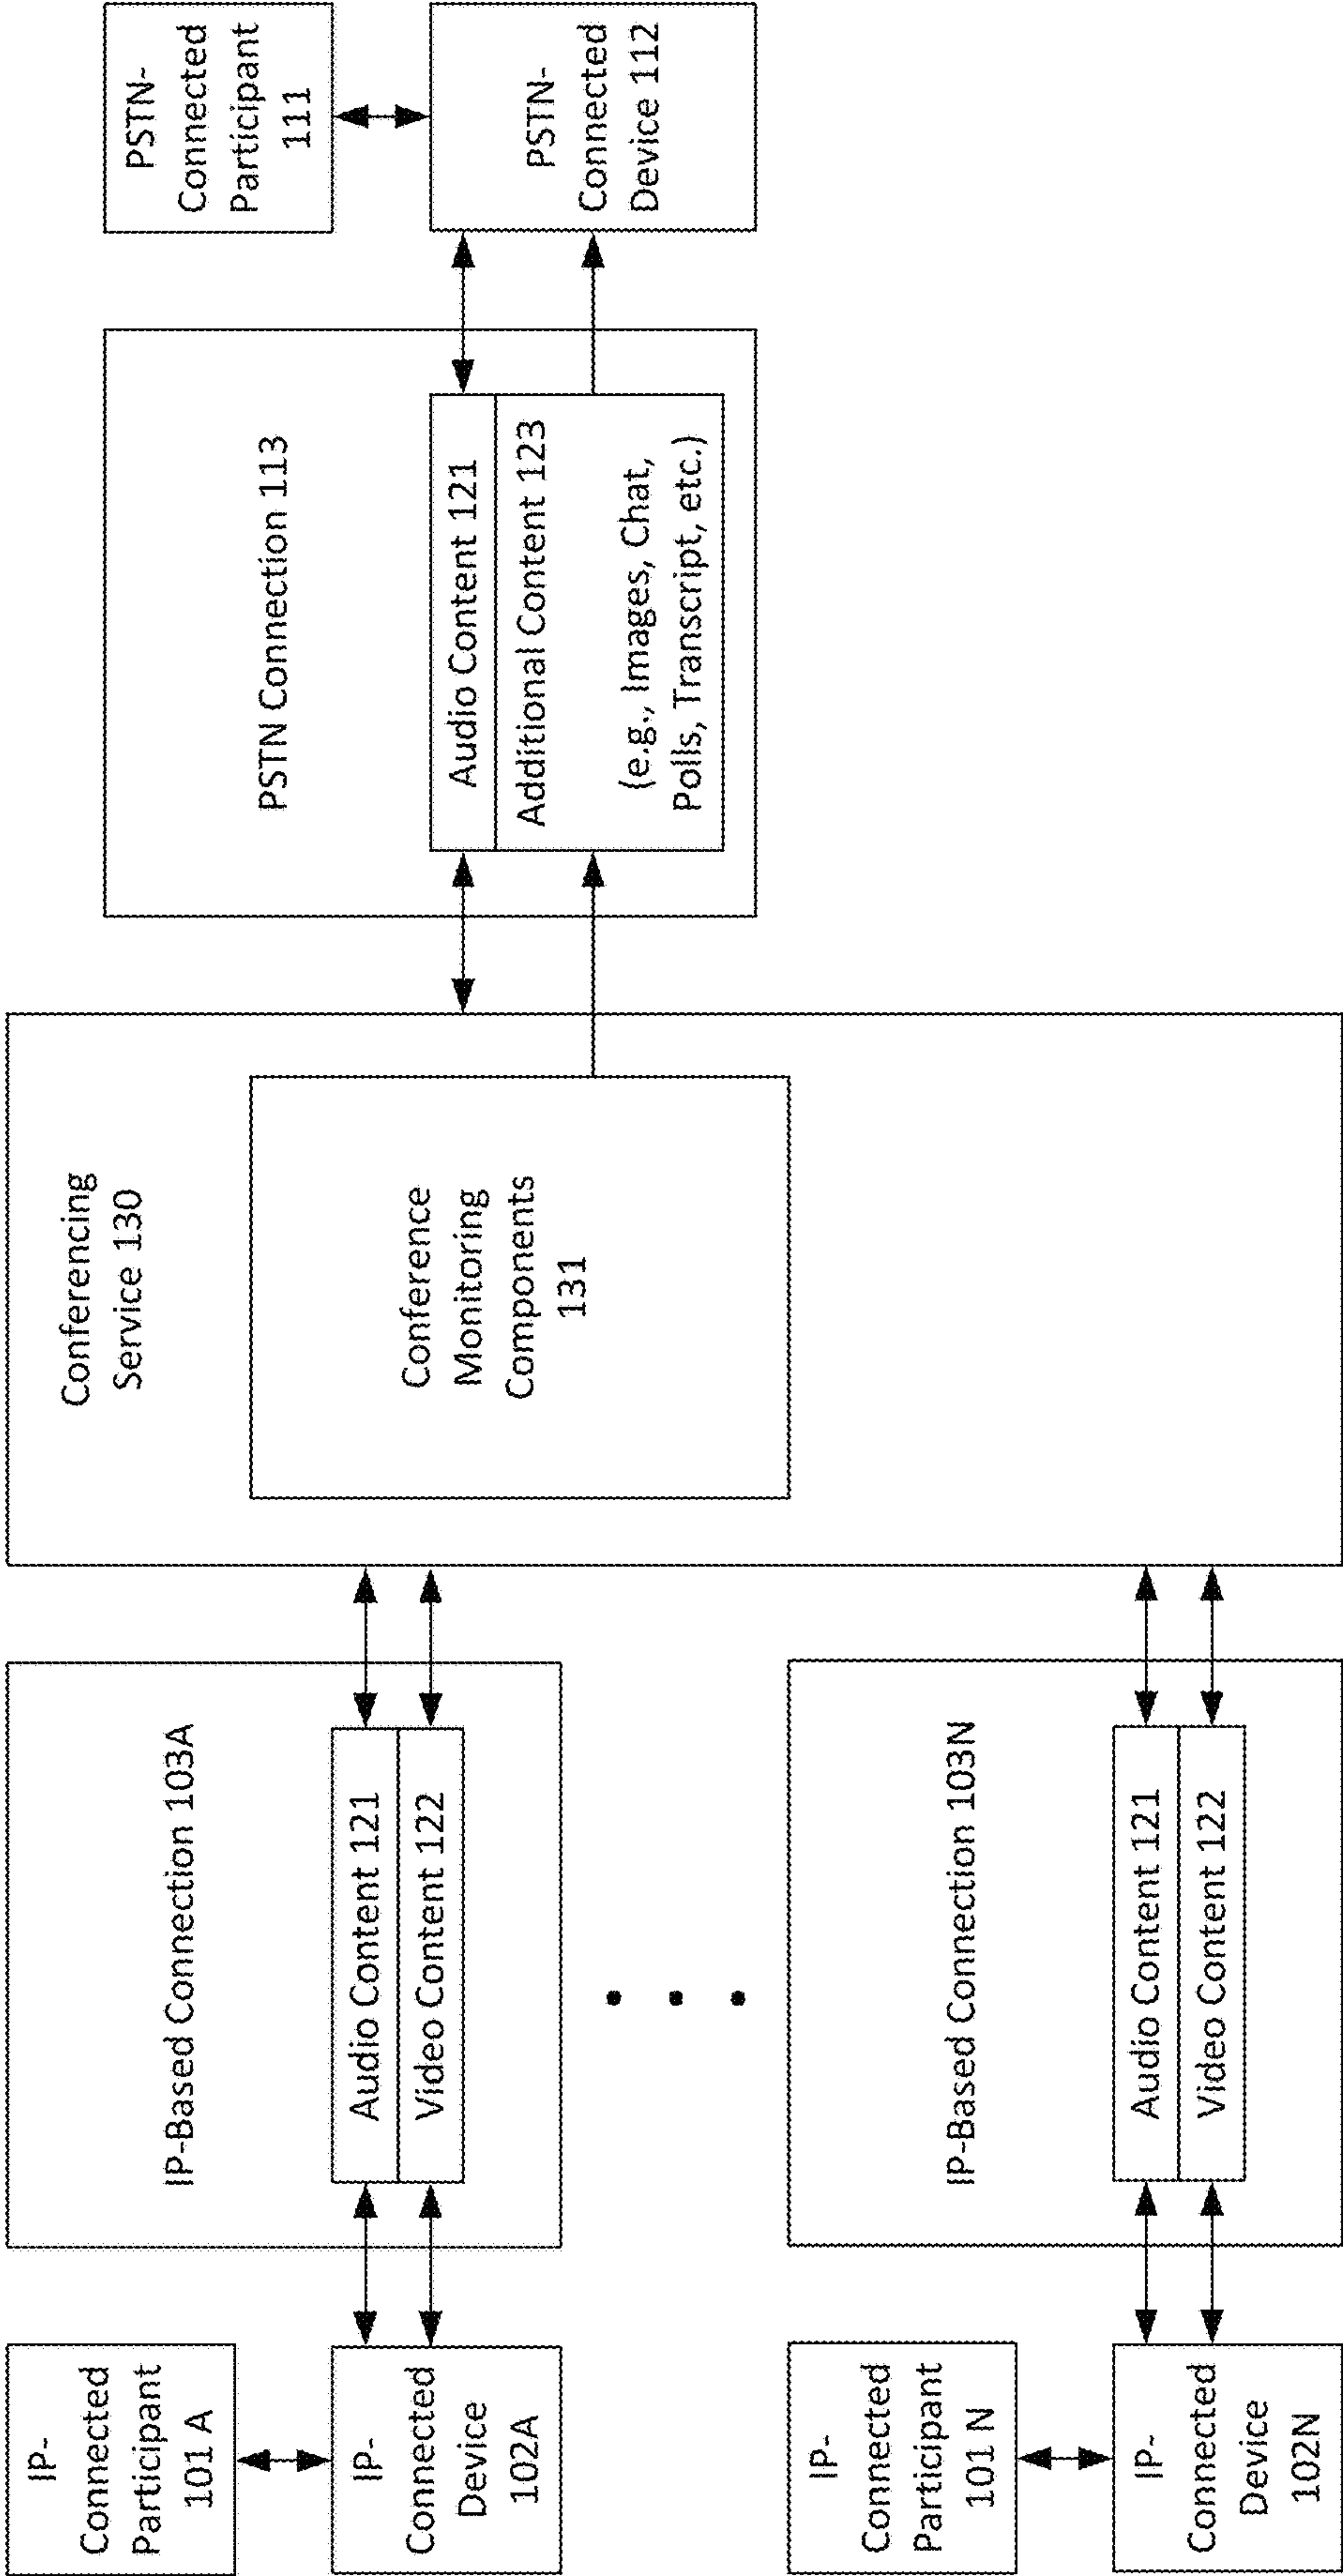 IP-
Connected
Participant
101 A
IP-
Connected
Device
102A
IP-Based Connection 103A
Audio Content 121
Video Content 122
IP-
Connected
Participant
101 N
IP-
Connected
Device
102N
IP-Based Connection 103N
Audio Content 121
Video Content 122
Conferencing
Service 130
Conference
Monitoring
Components
131
PSTN Connection 113
Audio Content 121
Additional Content 123
(e.g., Images, Chat,
Polls, Transcript, etc.)
PSTN-
Connected
Participant
111
PSTN-
Connected
Device 112